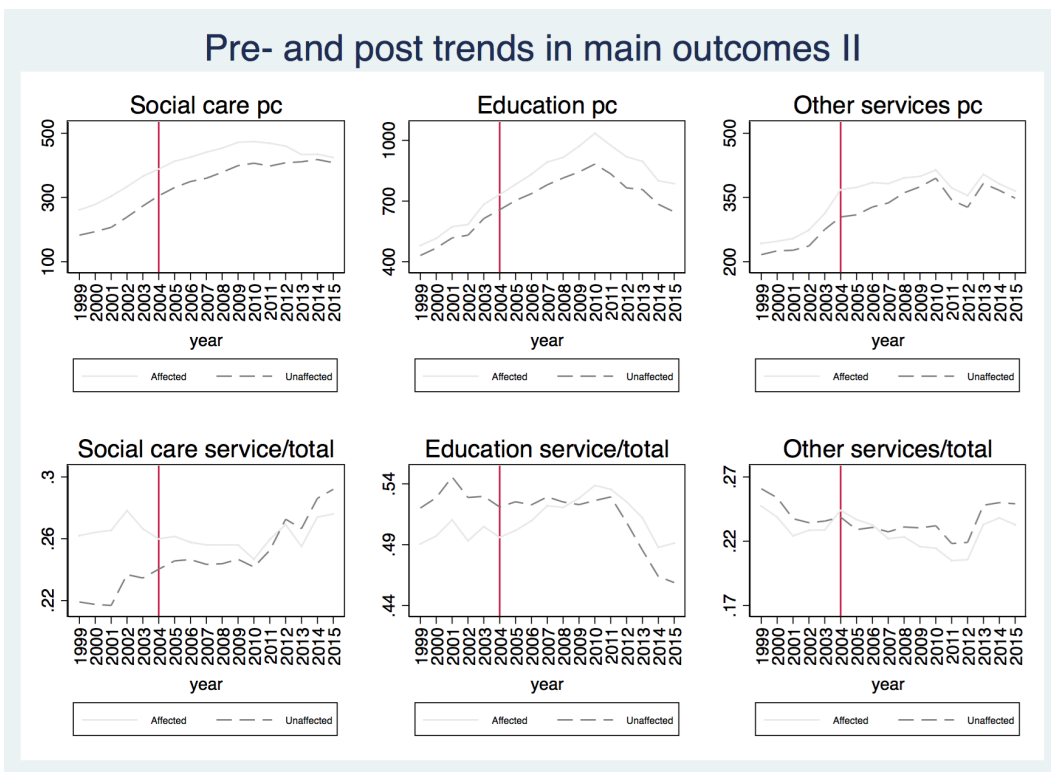 Pre- and post trends in main outcomes II
Social care pc
500
300
100
1999 2000 2001 2002 2003 2004 2005 2006 2007 2008 2009 2010 2011 2012 2013 2014 2015
year
Affected Unaffected
Education pc
1000
700
400
1999 2000 2001 2002 2003 2004 2005 2006 2007 2008 2009 2010 2011 2012 2013 2014 2015
year
Affected Unaffected
Other services pc
500
350
200
1999 2000 2001 2002 2003 2004 2005 2006 2007 2008 2009 2010 2011 2012 2013 2014 2015
year
Affected Unaffected
Social care service/total
.3
.26
.22
1999 2000 2001 2002 2003 2004 2005 2006 2007 2008 2009 2010 2011 2012 2013 2014 2015
year
Affected Unaffected
Education service/total
.54
.49
.44
1999 2000 2001 2002 2003 2004 2005 2006 2007 2008 2009 2010 2011 2012 2013 2014 2015
year
Affected Unaffected
Other services/total
.27
.22
.17
1999 2000 2001 2002 2003 2004 2005 2006 2007 2008 2009 2010 2011 2012 2013 2014 2015
year
Affected Unaffected